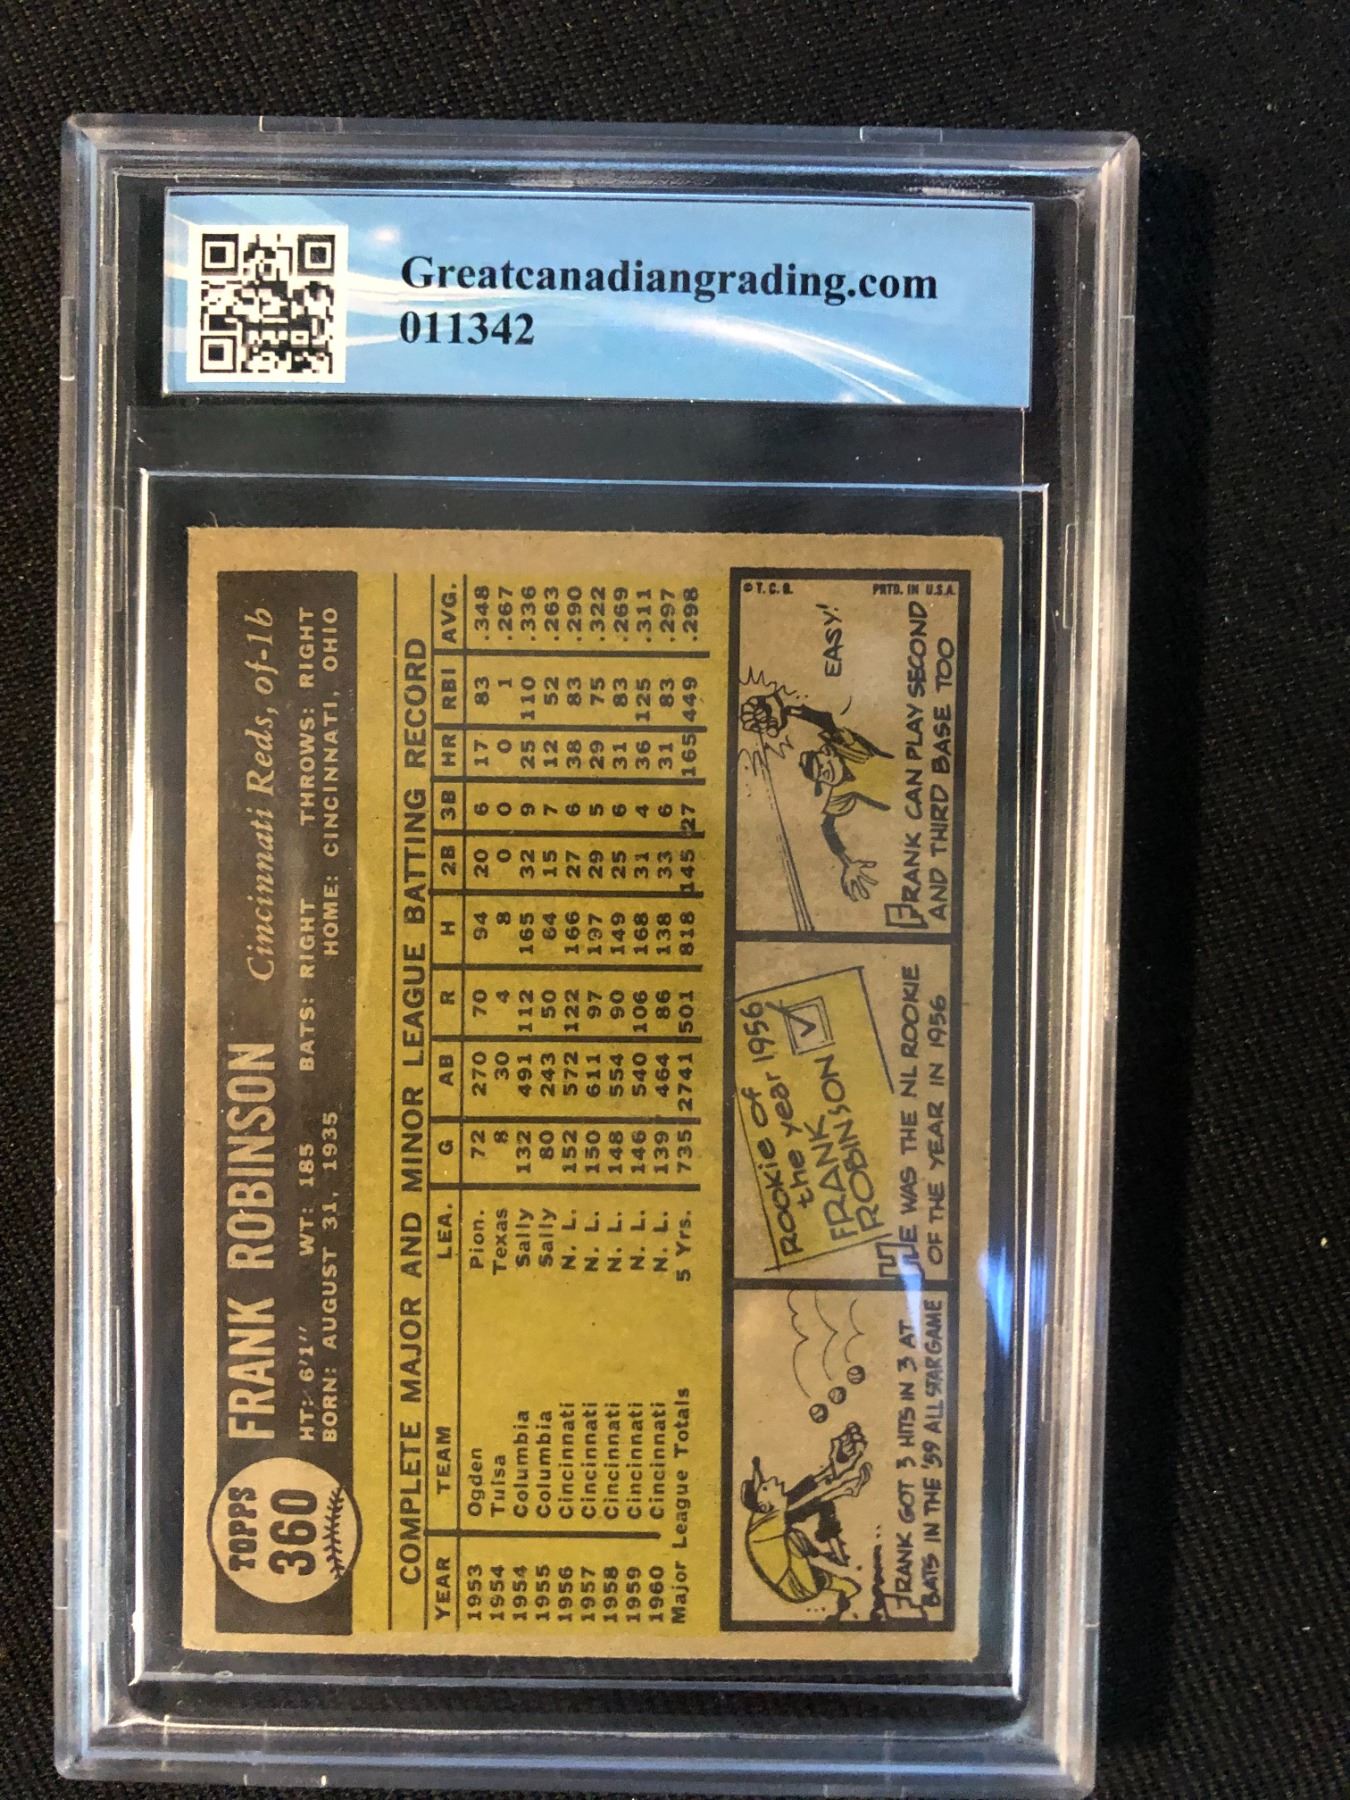 Greatcanadiangrading.com
011342
TOPPS
360
FRANK ROBINSON Cincinnati Reds, of-1b
HT: 6'1" WT: 185 BATS: RIGHT THROWS: RIGHT
BORN: AUGUST 31, 1935 HOME: CINCINNATI, OHIO
COMPLETE MAJOR AND MINOR LEAGUE BATTING RECORD
YEAR TEAM LEA. G AB R H 2B 3B HR RBI AVG.
1953 Ogden Pion. 72 270 70 94 20 6 17 83 .348
1954 Tulsa Texas 8 30 4 8 0 0 0 1 .267
1954 Columbia Sally 132 491 112 165 32 9 25 110 .336
1955 Columbia Sally 80 243 50 64 15 7 12 52 .263
1956 Cincinnati N. L. 152 572 122 166 27 6 38 83 .290
1957 Cincinnati N. L. 150 611 97 197 29 5 29 75 .322
1958 Cincinnati N. L. 148 554 90 149 25 6 31 83 .269
1959 Cincinnati N. L. 146 540 106 168 31 4 36 125 .311
1960 Cincinnati N. L. 139 464 86 138 33 6 31 83 .297
Major League Totals 5 Yrs. 735 2741 501 818 145 27 165 449 .298
FRANK GOT 3 HITS IN 3 AT
BATS IN THE '59 ALL STAR GAME
ROOKIE OF
the year 1956
FRANK
ROBINSON
HE WAS THE NL ROOKIE
OF THE YEAR IN 1956
© T. C. G.
EASY!
PRTD. IN U.S.A.
FRANK CAN PLAY SECOND
AND THIRD BASE TOO